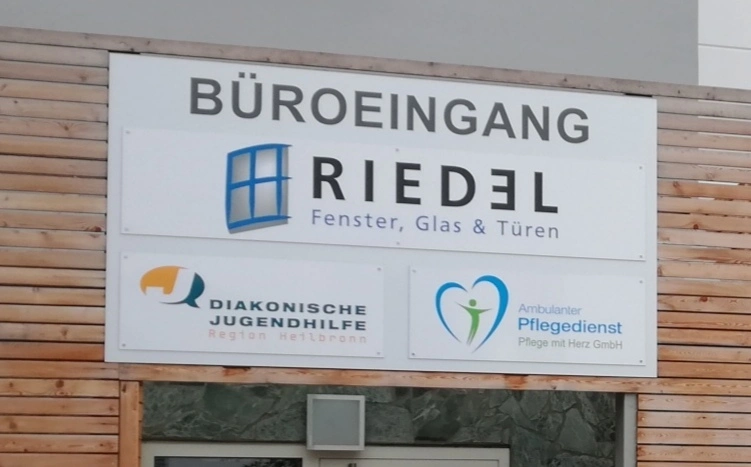 BÜROEINGANG
RIEDEL
Fenster, Glas & Türen
DIAKONISCHE
JUGENDHILFE
Region Heilbronn
Ambulanter
Pflegedienst
Pflege mit Herz GmbH